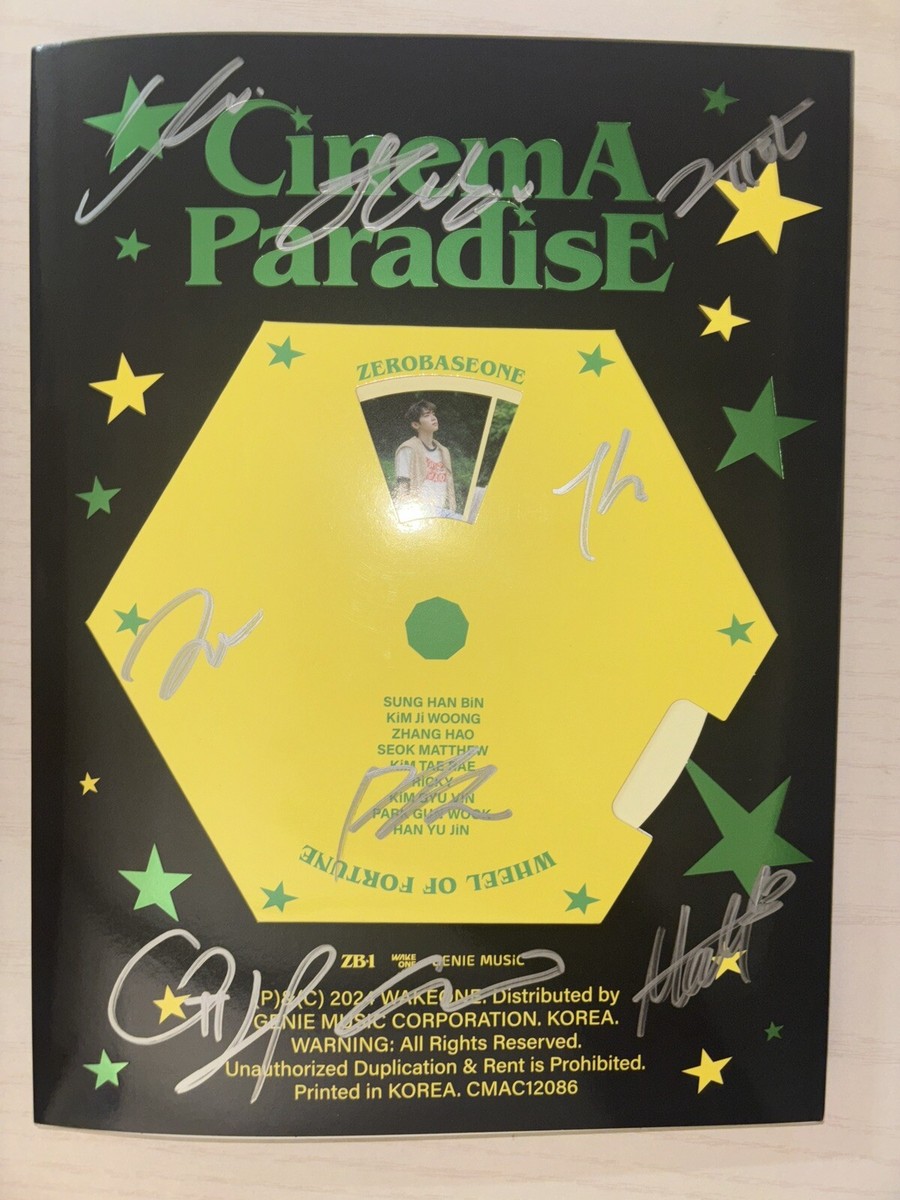 CinemA
ParadisE
ZEROBASEONE
SUNG HAN BiN
KiM Ji WOONG
ZHANG HAO
SEOK MATTHEW
KiM TAE RAE
RICKY
KiM GYU ViN
PARK GUN WOOK
HAN YU JiN
WHEEL OF FORTUNE
ZB1 WAKE ONE GENIE MUSiC
(P)&(C) 2024 WAKEONE. Distributed by
GENIE MUSIC CORPORATION. KOREA.
WARNING: All Rights Reserved.
Unauthorized Duplication & Rent is Prohibited.
Printed in KOREA. CMAC12086